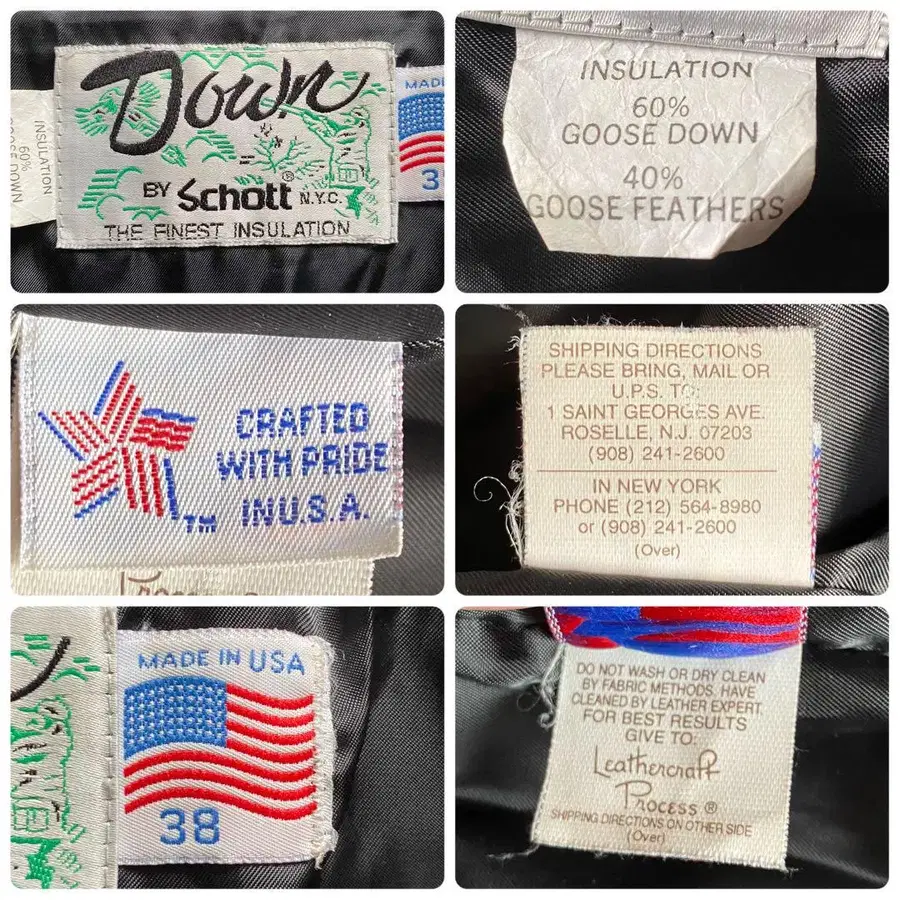 Down
BY Schott® N.Y.C.
THE FINEST INSULATION
INSULATION
60%
GOOSE DOWN
MADE
3
INSULATION
60%
GOOSE DOWN
40%
GOOSE FEATHERS
CRAFTED
WITH PRIDE
IN U.S.A.
TM
Process
SHIPPING DIRECTIONS
PLEASE BRING, MAIL OR
U.P.S. TO:
1 SAINT GEORGES AVE.
ROSELLE, N.J. 07203
(908) 241-2600
IN NEW YORK
PHONE (212) 564-8980
or (908) 241-2600
(Over)
MADE IN USA
38
DO NOT WASH OR DRY CLEAN
BY FABRIC METHODS. HAVE
CLEANED BY LEATHER EXPERT.
FOR BEST RESULTS
GIVE TO:
Leathercraft
Process ®
SHIPPING DIRECTIONS ON OTHER SIDE
(Over)